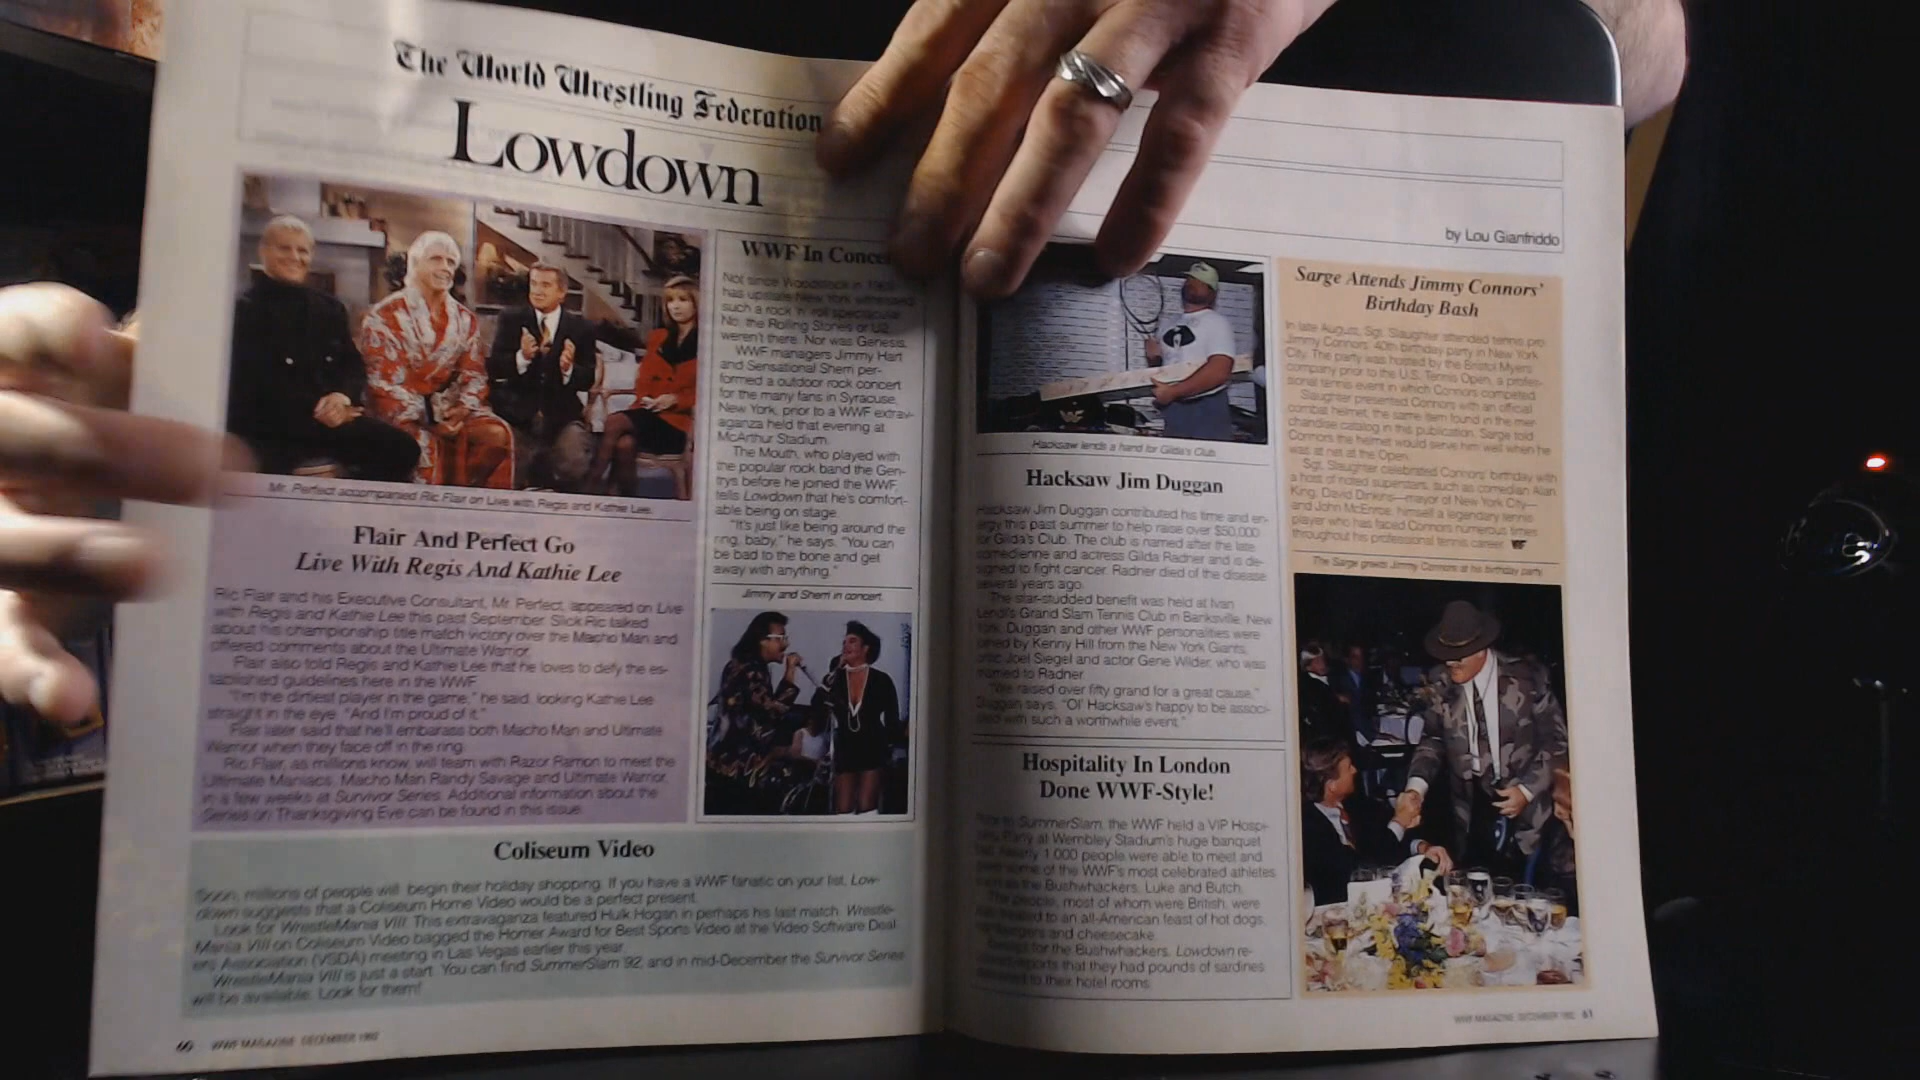 The World Wrestling Federation
Lowdown
by Lou Gianfriddo
Mr. Perfect accompanied Ric Flair on Live with Regis and Kathie Lee.
Flair And Perfect Go
Live With Regis And Kathie Lee
Ric Flair and his Executive Consultant, Mr. Perfect, appeared on Live
with Regis and Kathie Lee this past September. Slick Ric talked
about his championship title match victory over the Macho Man and
offered comments about the Ultimate Warrior.
Flair also told Regis and Kathie Lee that he loves to defy the es-
tablished guidelines here in the WWF.
"I'm the dirtiest player in the game," he said, looking Kathie Lee
straight in the eye. "And I'm proud of it."
Flair later said that he'll embarass both Macho Man and Ultimate
Warrior when they face off in the ring.
Ric Flair, as millions know, will team with Razor Ramon to meet the
Ultimate Maniacs, Macho Man Randy Savage and Ultimate Warrior,
in a few weeks at Survivor Series. Additional information about the
Series on Thanksgiving Eve can be found in this issue.
WWF In Conce
Not since Woodstock in
has upstate New York witnessed
such a rock 'n' roll spectacular.
No, the Rolling Stones or U2
weren't there. Nor was Genesis.
WWF managers Jimmy Hart
and Sensational Sherri per-
formed a outdoor rock concert
for the many fans in Syracuse,
New York, prior to a WWF extrav-
aganza held that evening at
McArthur Stadium.
The Mouth, who played with
the popular rock band the Gen-
trys before he joined the WWF,
tells Lowdown that he's comfort-
able being on stage.
"It's just like being around the
ring, baby," he says. "You can
be bad to the bone and get
away with anything."
Jimmy and Sherri in concert.
Coliseum Video
Soon, millions of people will begin their holiday shopping. If you have a WWF fanatic on your list, Low-
down suggests that a Coliseum Home Video would be a perfect present.
Look for WrestleMania VIII. This extravaganza featured Hulk Hogan in perhaps his last match. Wrestle-
Mania VIII on Coliseum Video bagged the Homer Award for Best Sports Video at the Video Software Deal-
ers Association (VSDA) meeting in Las Vegas earlier this year.
WrestleMania VIII is just a start. You can find SummerSlam '92, and in mid-December the Survivor Series
will be available. Look for them!
60 WWF MAGAZINE DECEMBER 1992
Hacksaw lends a hand for Gilda's Club.
Hacksaw Jim Duggan
Hacksaw Jim Duggan contributed his time and en-
ergy this past summer to help raise over $50,000
for Gilda's Club. The club is named after the late
comedienne and actress Gilda Radner and is de-
signed to fight cancer. Radner died of the disease
several years ago.
The star-studded benefit was held at Ivan
Lendl's Grand Slam Tennis Club in Banksville, New
York. Duggan and other WWF personalities were
joined by Kenny Hill from the New York Giants,
critic Joel Siegel and actor Gene Wilder, who was
married to Radner.
"We raised over fifty grand for a great cause,"
Duggan says. "Ol' Hacksaw's happy to be associ-
ated with such a worthwhile event."
Hospitality In London
Done WWF-Style!
Prior to SummerSlam, the WWF held a VIP Hospi-
tality Party at Wembley Stadium's huge banquet
hall. Nearly 1,000 people were able to meet and
greet some of the WWF's most celebrated athletes
such as the Bushwhackers, Luke and Butch.
The people, most of whom were British, were
treated to an all-American feast of hot dogs,
hamburgers and cheesecake.
Except for the Bushwhackers. Lowdown re-
reports that they had pounds of sardines
to their hotel rooms.
Sarge Attends Jimmy Connors'
Birthday Bash
In late August, Sgt. Slaughter attended tennis pro
Jimmy Connors' 40th birthday party in New York
City. The party was hosted by the Bristol Myers
company prior to the U.S. Tennis Open, a profes-
sional tennis event in which Connors competed.
Slaughter presented Connors with an official
combat helmet, the same item found in the mer-
chandise catalog in this publication. Sarge told
Connors the helmet would serve him well when he
was at net at the Open.
Sgt. Slaughter celebrated Connors' birthday with
a host of noted superstars, such as comedian Alan
King, David Dinkins—mayor of New York City—
and John McEnroe, himself a legendary tennis
player who has faced Connors numerous times
throughout his professional tennis career.
The Sarge greets Jimmy Connors at his birthday party.
WWF MAGAZINE DECEMBER 1992 61